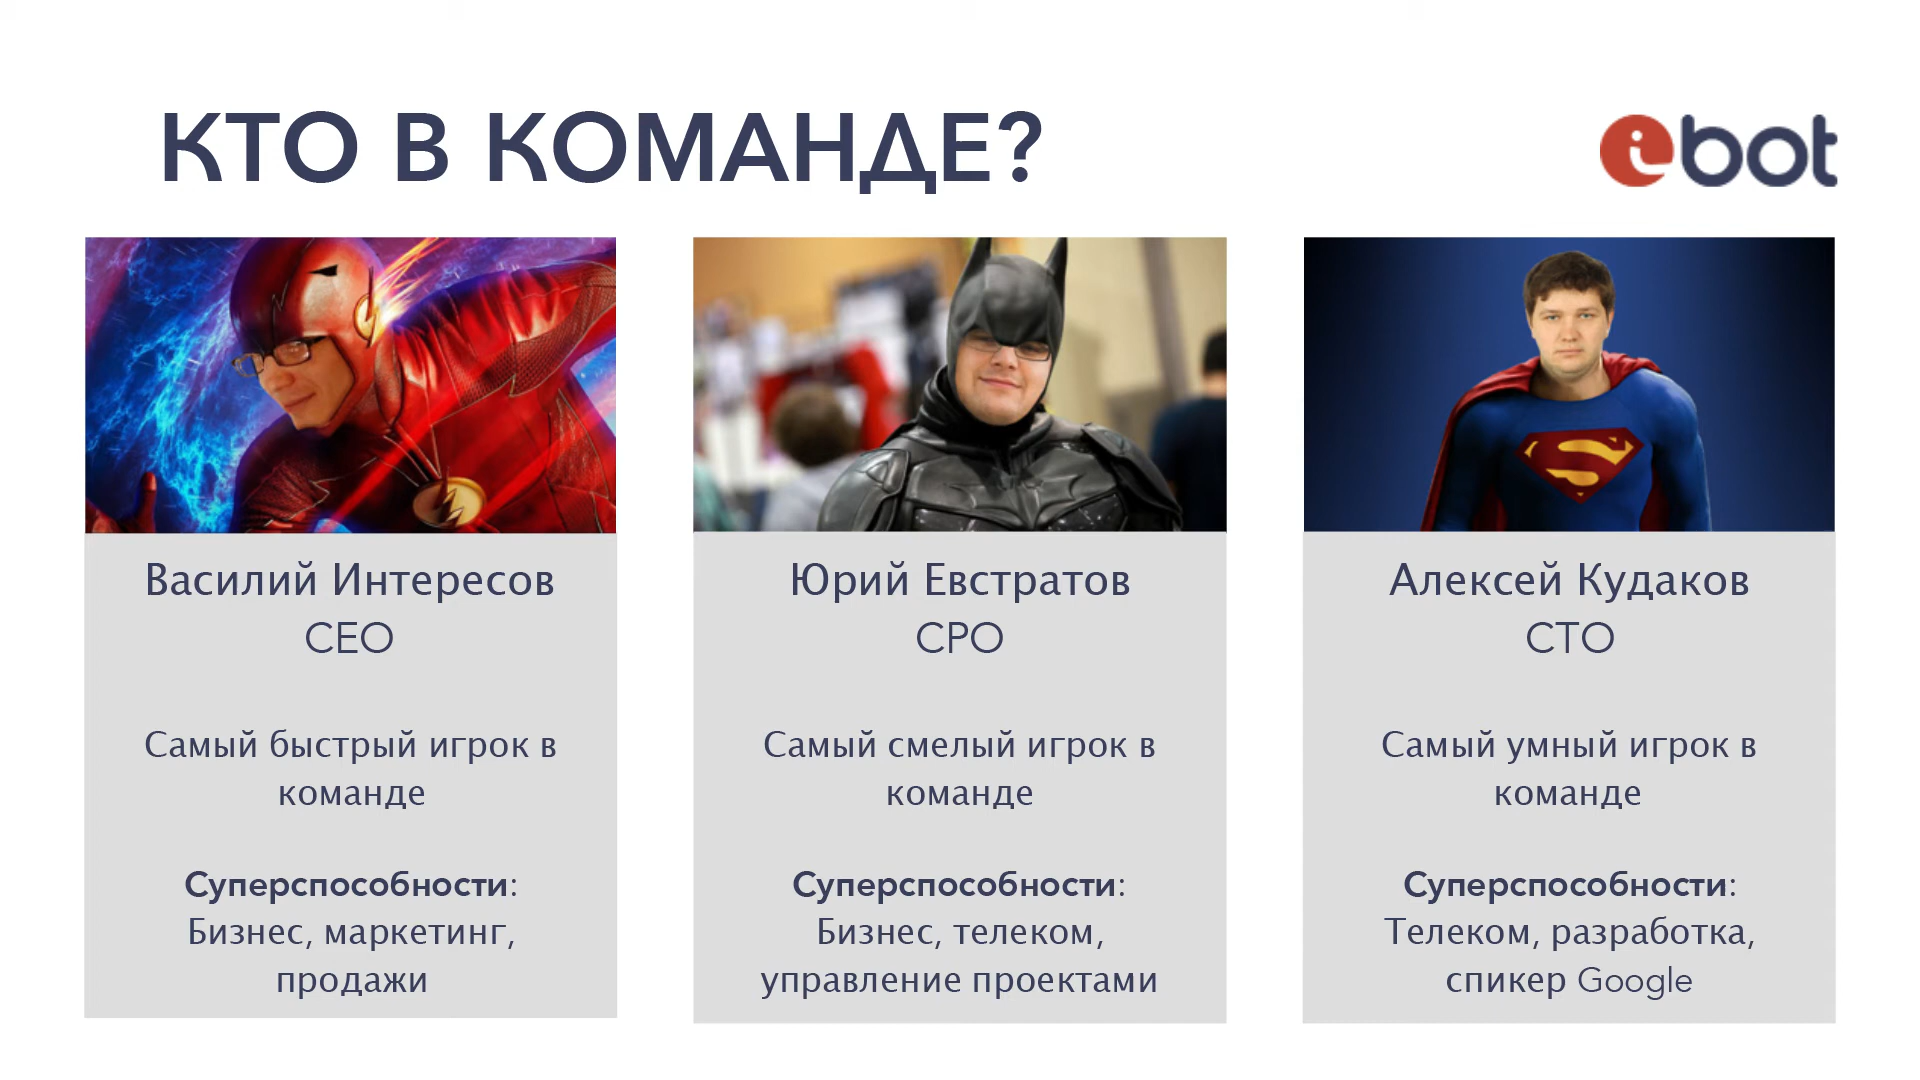 КТО В КОМАНДЕ?
ibot
Василий Интересов
CEO
Самый быстрый игрок в
команде
Суперспособности:
Бизнес, маркетинг,
продажи
Юрий Евстратов
CPO
Самый смелый игрок в
команде
Суперспособности:
Бизнес, телеком,
управление проектами
Алексей Кудаков
CTO
Самый умный игрок в
команде
Суперспособности:
Телеком, разработка,
спикер Google